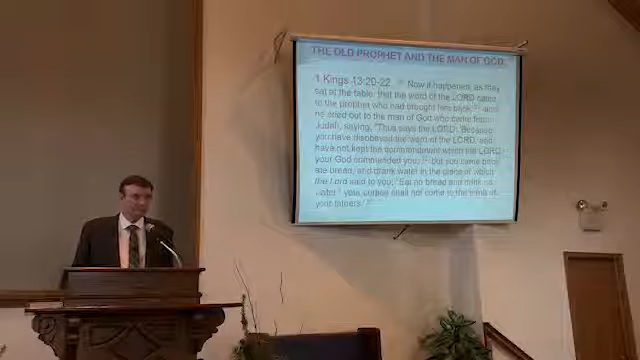 THE OLD PROPHET AND THE MAN OF GOD
1 Kings 13:20-22 Now it happened, as they
sat at the table, that the word of the LORD came
to the prophet who had brought him back; and
he cried out to the man of God who came from
Judah, saying, "Thus says the LORD: 'Because
you have disobeyed the word of the LORD, and
have not kept the commandment which the LORD
your God commanded you, but you came back,
ate bread, and drank water in the place of which
the Lord said to you, "Eat no bread and drink no
water," your corpse shall not come to the tomb of
your fathers.'"